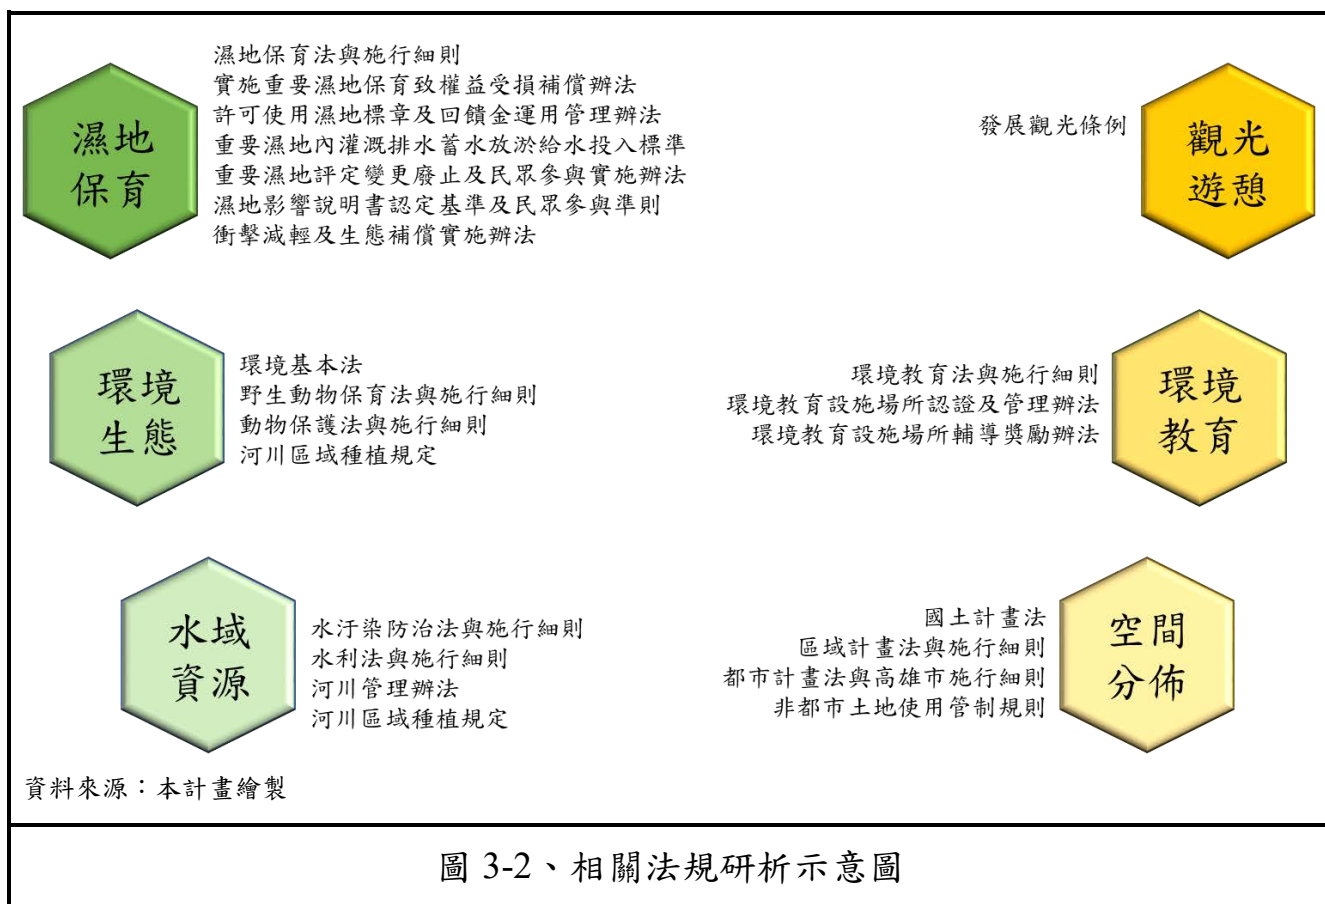 濕地
保育
濕地保育法與施行細則
實施重要濕地保育致權益受損補償辦法
許可使用濕地標章及回饋金運用管理辦法
重要濕地內灌溉排水蓄水放淤給水投入標準
重要濕地評定變更廢止及民眾參與實施辦法
濕地影響說明書認定基準及民眾參與準則
衝擊減輕及生態補償實施辦法
發展觀光條例
觀光
遊憩
環境
生態
環境基本法
野生動物保育法與施行細則
動物保護法與施行細則
河川區域種植規定
環境教育法與施行細則
環境教育設施場所認證及管理辦法
環境教育設施場所輔導獎勵辦法
環境
教育
水域
資源
水汙染防治法與施行細則
水利法與施行細則
河川管理辦法
河川區域種植規定
國土計畫法
區域計畫法與施行細則
都市計畫法與高雄市施行細則
非都市土地使用管制規則
空間
分佈
資料來源：本計畫繪製
圖 3-2、相關法規研析示意圖